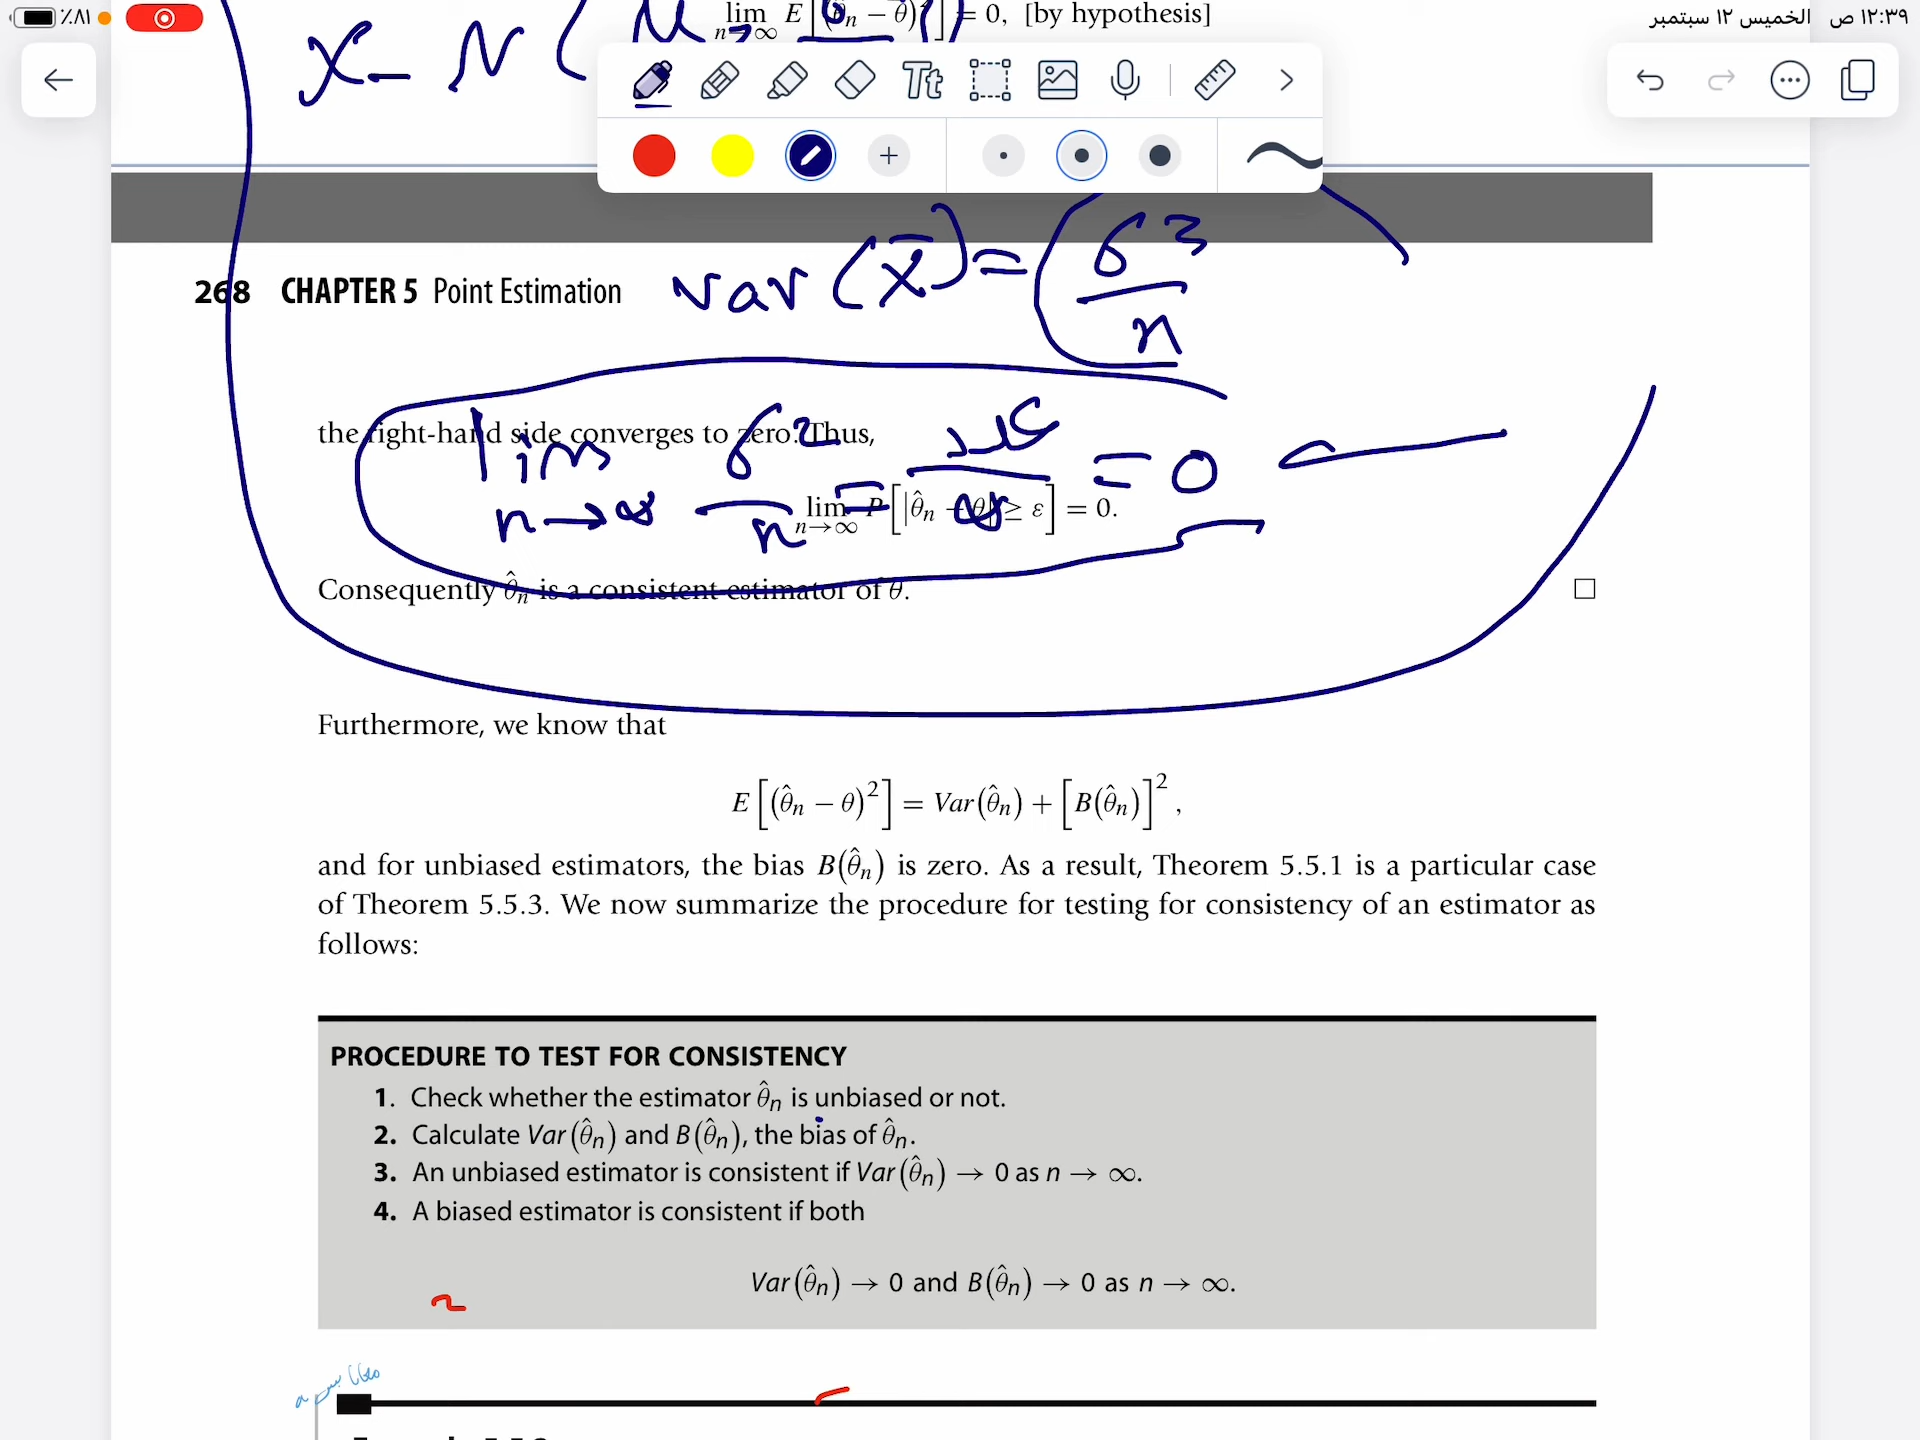 ٪٨١
١٢:٣٩ ص الخميس ١٢ سبتمبر
lim E[(θ̂n − θ)²] = 0, [by hypothesis]
n→∞
X ~ N(μ
Tt
Var(x̄) = σ³/n
268 CHAPTER 5 Point Estimation
the right-hand side converges to zero. Thus,
lim n→∞ σ²/n = عدد/∞ = 0
lim n→∞ P[|θ̂n − θ| ≥ ε] = 0.
Consequently θ̂n is a consistent estimator of θ.
□
Furthermore, we know that
E[(θ̂n − θ)²] = Var(θ̂n) + [B(θ̂n)]²,
and for unbiased estimators, the bias B(θ̂n) is zero. As a result, Theorem 5.5.1 is a particular case
of Theorem 5.5.3. We now summarize the procedure for testing for consistency of an estimator as
follows:
PROCEDURE TO TEST FOR CONSISTENCY
1. Check whether the estimator θ̂n is unbiased or not.
2. Calculate Var(θ̂n) and B(θ̂n), the bias of θ̂n.
3. An unbiased estimator is consistent if Var(θ̂n) → 0 as n → ∞.
4. A biased estimator is consistent if both
Var(θ̂n) → 0 and B(θ̂n) → 0 as n → ∞.